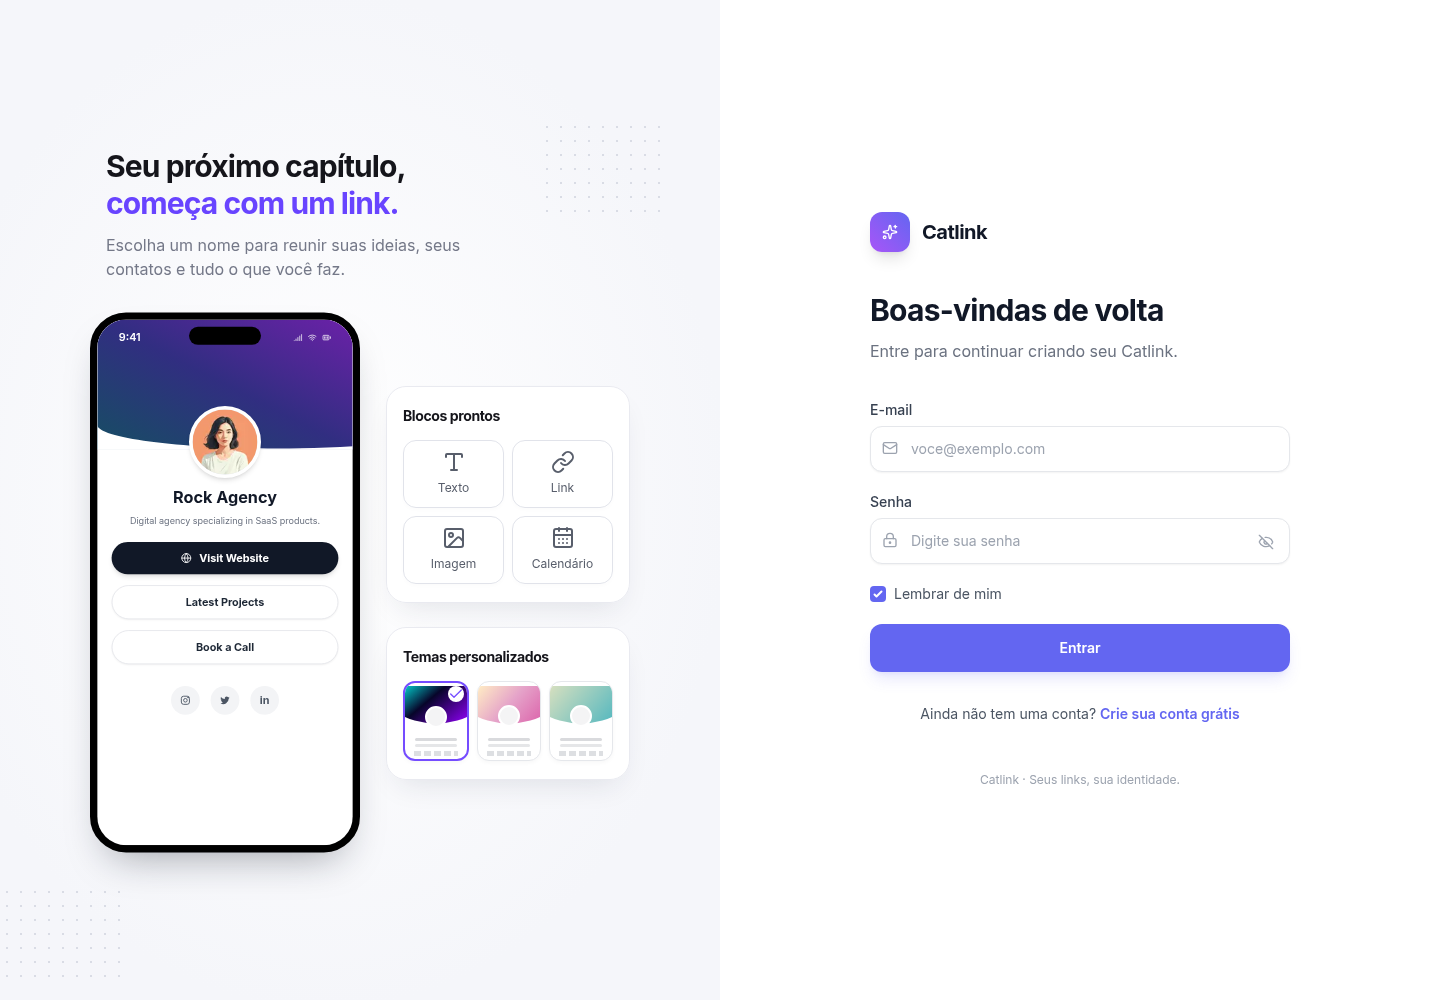 Seu próximo capítulo,
começa com um link.
Escolha um nome para reunir suas ideias, seus
contatos e tudo o que você faz.
9:41
Rock Agency
Digital agency specializing in SaaS products.
Visit Website
Latest Projects
Book a Call
in
Blocos prontos
Texto
Link
Imagem
Calendário
Temas personalizados
Catlink
Boas-vindas de volta
Entre para continuar criando seu Catlink.
E-mail
voce@exemplo.com
Senha
Digite sua senha
Lembrar de mim
Entrar
Ainda não tem uma conta? Crie sua conta grátis
Catlink · Seus links, sua identidade.